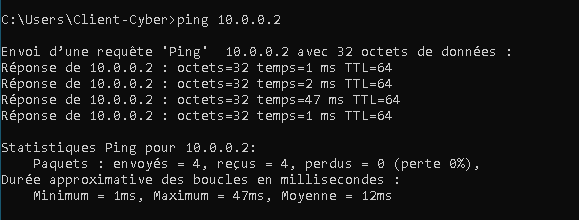 C:\Users\Client-Cyber>ping 10.0.0.2
Envoi d'une requête 'Ping'  10.0.0.2 avec 32 octets de données :
Réponse de 10.0.0.2 : octets=32 temps=1 ms TTL=64
Réponse de 10.0.0.2 : octets=32 temps=2 ms TTL=64
Réponse de 10.0.0.2 : octets=32 temps=47 ms TTL=64
Réponse de 10.0.0.2 : octets=32 temps=1 ms TTL=64
Statistiques Ping pour 10.0.0.2:
    Paquets : envoyés = 4, reçus = 4, perdus = 0 (perte 0%),
Durée approximative des boucles en millisecondes :
    Minimum = 1ms, Maximum = 47ms, Moyenne = 12ms